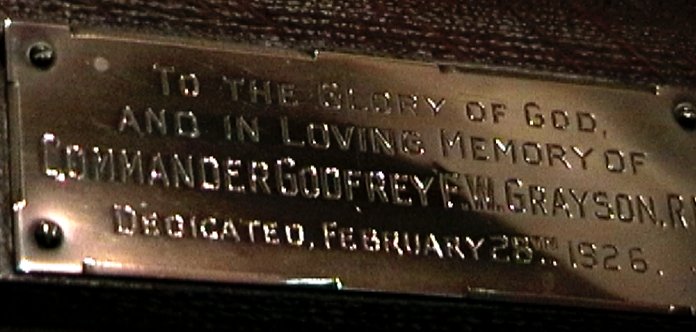 TO THE GLORY OF GOD,
AND IN LOVING MEMORY OF
COMMANDER GODFREY F.W. GRAYSON, R
DEDICATED, FEBRUARY 28TH. 1926.